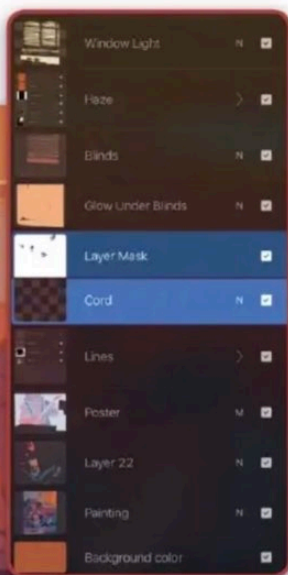 Window Light N
Haze
Blinds N
Glow Under Blinds N
Layer Mask
Cord N
Lines
Poster M
Layer 22 N
Painting N
Background color